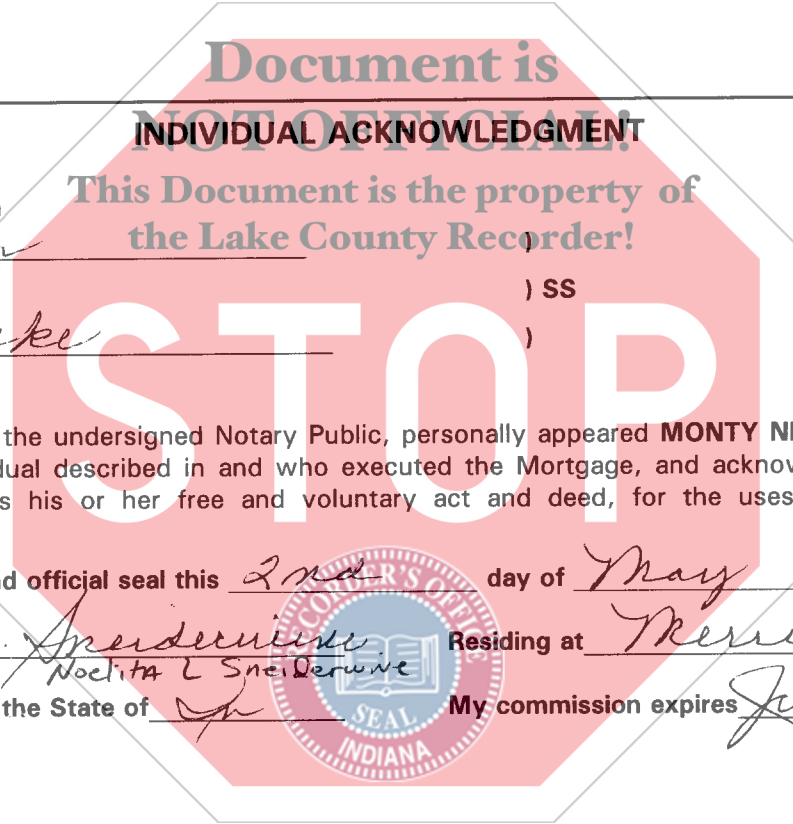 Document is
NOT OFFICIAL!
INDIVIDUAL ACKNOWLEDGMENT
This Document is the property of
the Lake County Recorder!
)
) SS
)
STOP
the undersigned Notary Public, personally appeared MONTY
described in and who executed the Mortgage, and
his or her free and voluntary act and deed, for the uses
official seal this 2nd day of May
Sneiderwine Residing at
Noelita L Sneiderwine
the State of In My commission expires
RECORDER'S OFFICE
SEAL
INDIANA